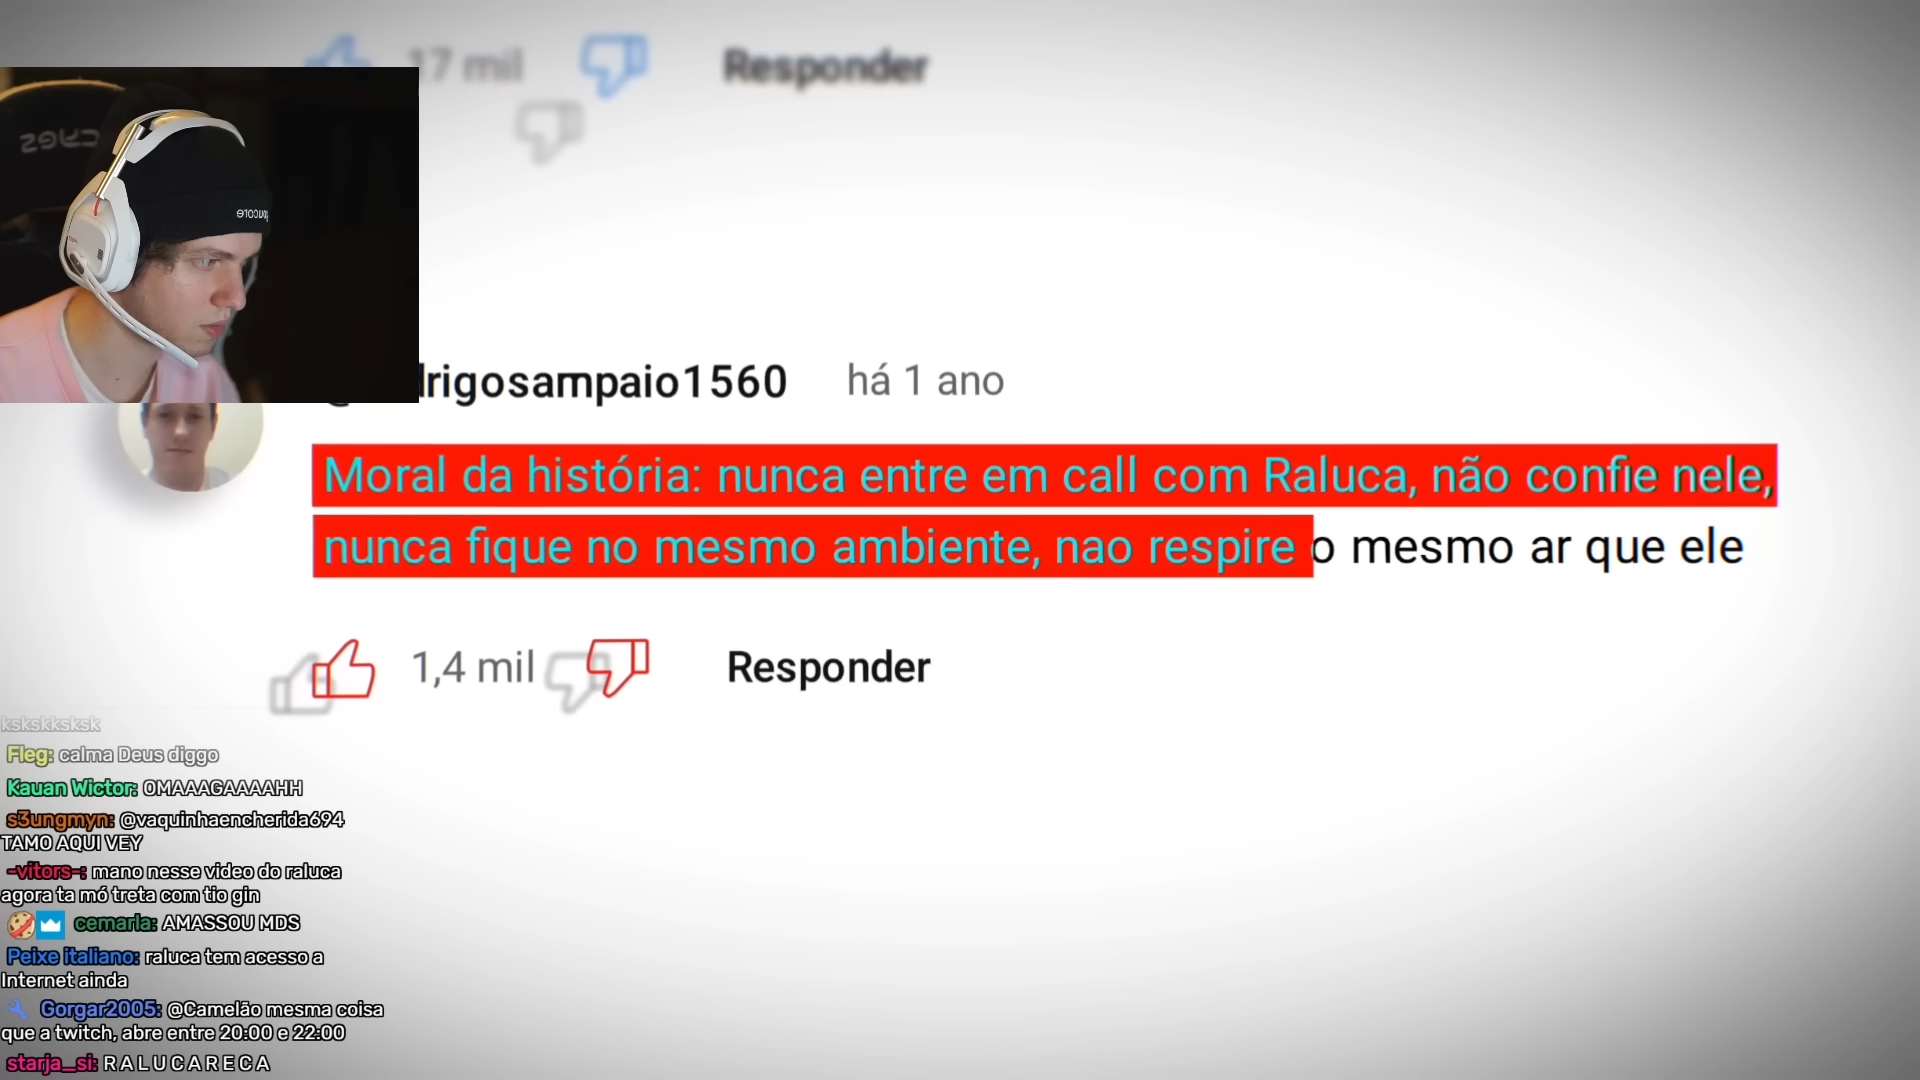 17 mil Responder
drigosampaio1560 há 1 ano
Moral da história: nunca entre em call com Raluca, não confie nele,
nunca fique no mesmo ambiente, nao respire o mesmo ar que ele
1,4 mil Responder
kskskksksk
Fleg: calma Deus diggo
Kauan Wictor: OMAAAGAAAAHH
s3ungmyn: @vaquinhaencherida694
TAMO AQUI VEY
-vitors-: mano nesse video do raluca
agora ta mó treta com tio gin
cemarla: AMASSOU MDS
Peixe italiano: raluca tem acesso a
Internet ainda
Gorgar2005: @Camelão mesma coisa
que a twitch, abre entre 20:00 e 22:00
starja_si: R A L U C A R E C A